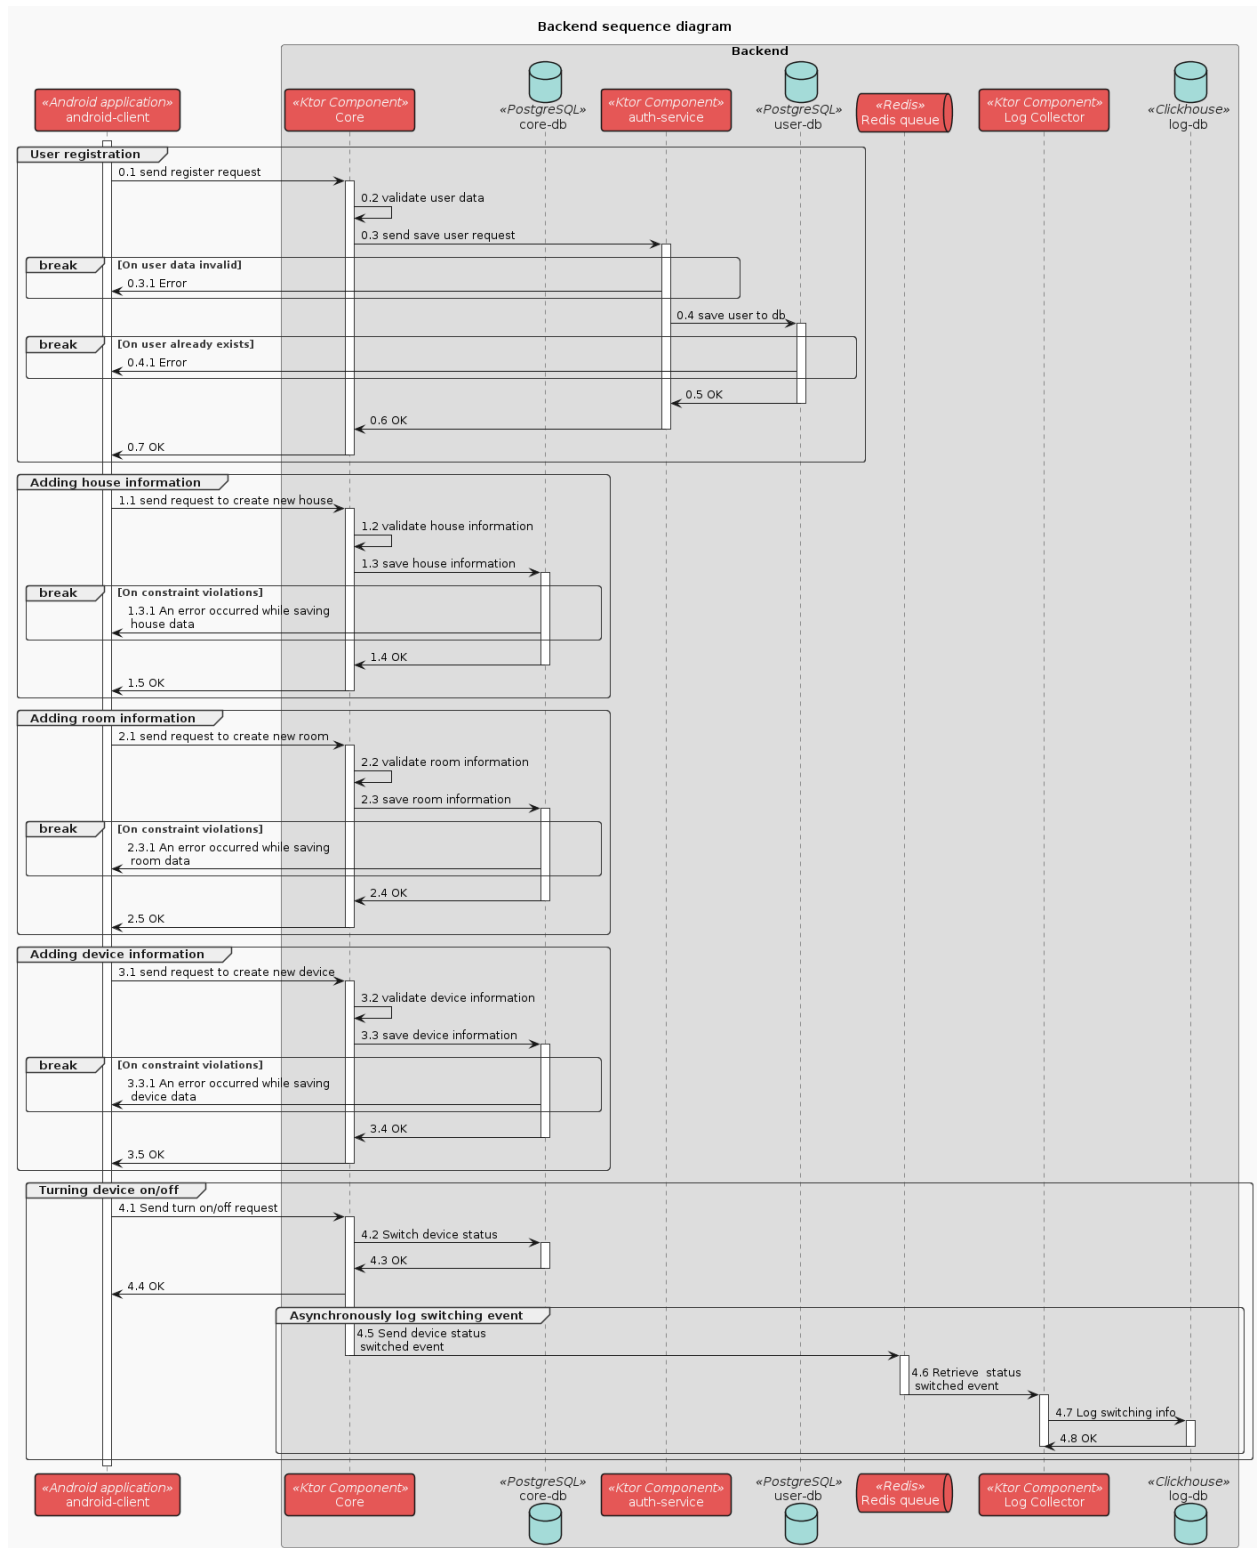 Backend sequence diagram
Backend
«Android application»
android-client
«Ktor Component»
Core
«PostgreSQL»
core-db
«Ktor Component»
auth-service
«PostgreSQL»
user-db
«Redis»
Redis queue
«Ktor Component»
Log Collector
«Clickhouse»
log-db
User registration
0.1 send register request
0.2 validate user data
0.3 send save user request
break
[On user data invalid]
0.3.1 Error
0.4 save user to db
break
[On user already exists]
0.4.1 Error
0.5 OK
0.6 OK
0.7 OK
Adding house information
1.1 send request to create new house
1.2 validate house information
1.3 save house information
break
[On constraint violations]
1.3.1 An error occurred while saving
house data
1.4 OK
1.5 OK
Adding room information
2.1 send request to create new room
2.2 validate room information
2.3 save room information
break
[On constraint violations]
2.3.1 An error occurred while saving
room data
2.4 OK
2.5 OK
Adding device information
3.1 send request to create new device
3.2 validate device information
3.3 save device information
break
[On constraint violations]
3.3.1 An error occurred while saving
device data
3.4 OK
3.5 OK
Turning device on/off
4.1 Send turn on/off request
4.2 Switch device status
4.3 OK
4.4 OK
Asynchronously log switching event
4.5 Send device status
switched event
4.6 Retrieve  status
switched event
4.7 Log switching info
4.8 OK
«Android application»
android-client
«Ktor Component»
Core
«PostgreSQL»
core-db
«Ktor Component»
auth-service
«PostgreSQL»
user-db
«Redis»
Redis queue
«Ktor Component»
Log Collector
«Clickhouse»
log-db